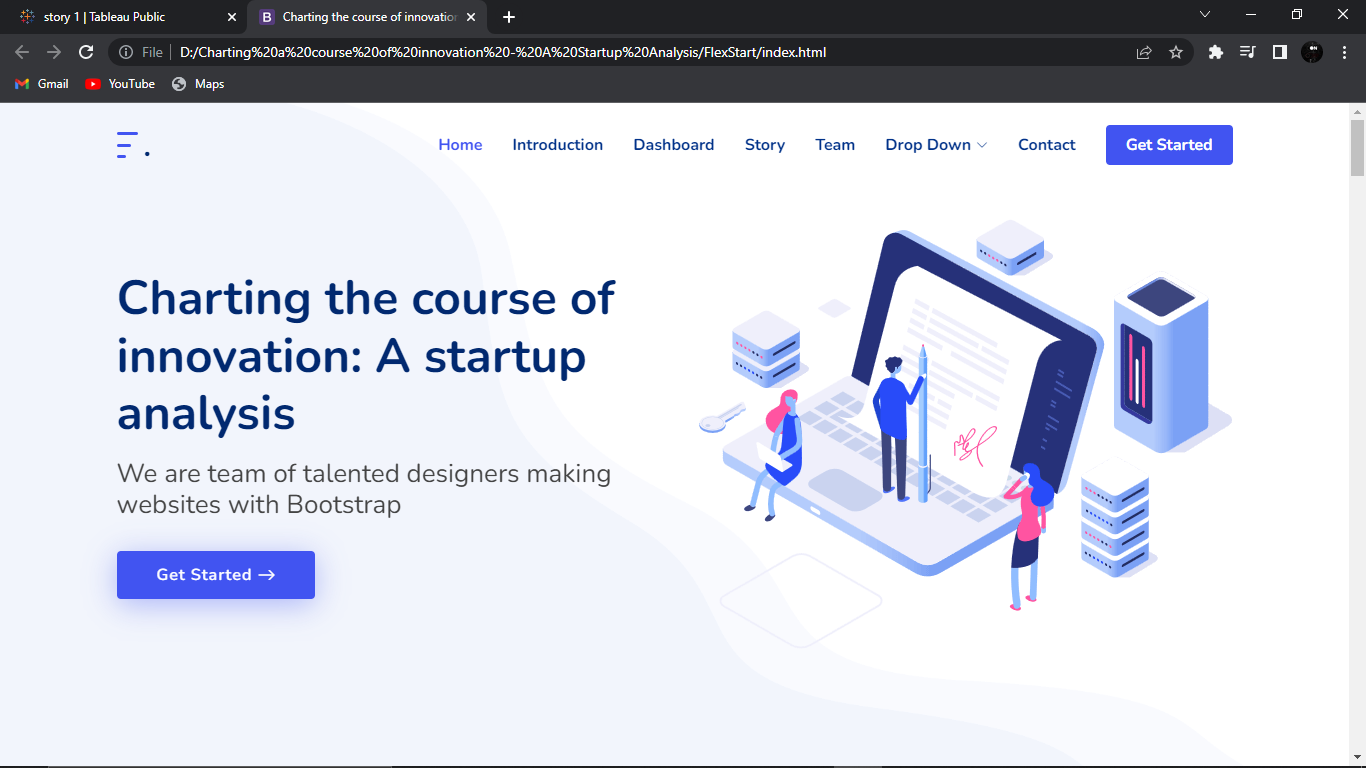 story 1 | Tableau Public
Charting the course of innovation
File
D:/Charting%20a%20course%20of%20innovation%20-%20A%20Startup%20Analysis/FlexStart/index.html
Gmail
YouTube
Maps
Home
Introduction
Dashboard
Story
Team
Drop Down
Contact
Get Started
Charting the course of
innovation: A startup
analysis
We are team of talented designers making
websites with Bootstrap
Get Started →